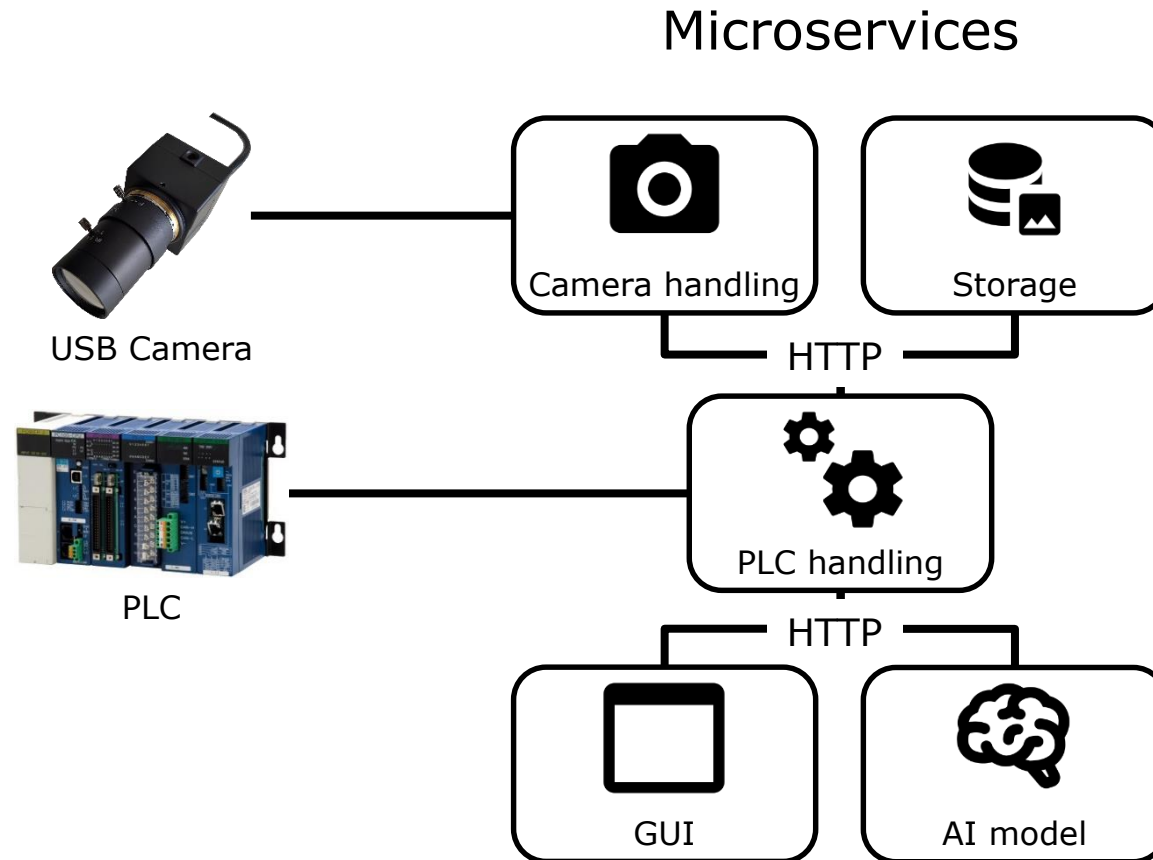 Microservices
Camera handling
Storage
USB Camera
HTTP
PLC handling
PLC
HTTP
GUI
AI model